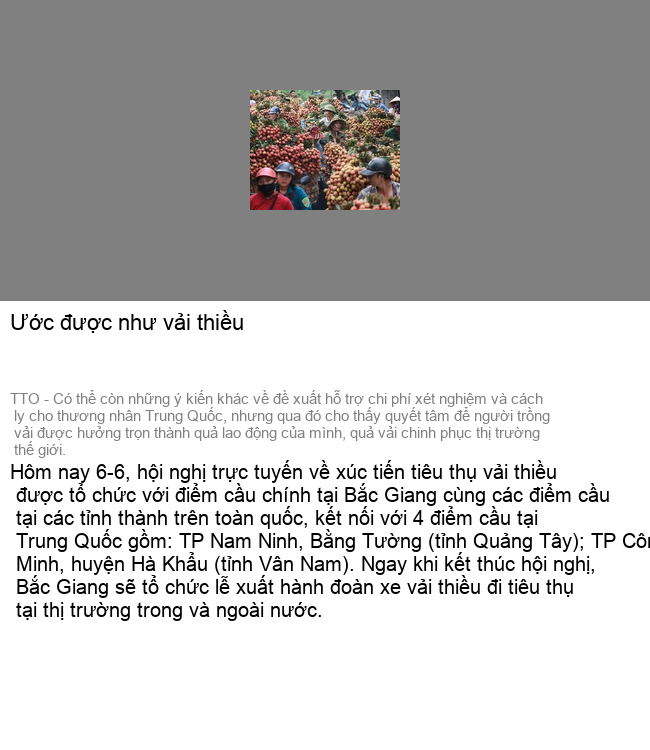 Ước được như vải thiều
TTO - Có thể còn những ý kiến khác về đề xuất hỗ trợ chi phí xét nghiệm và cách
ly cho thương nhân Trung Quốc, nhưng qua đó cho thấy quyết tâm để người trồng
vải được hưởng trọn thành quả lao động của mình, quả vải chinh phục thị trường
thế giới.
Hôm nay 6-6, hội nghị trực tuyến về xúc tiến tiêu thụ vải thiều
được tổ chức với điểm cầu chính tại Bắc Giang cùng các điểm cầu
tại các tỉnh thành trên toàn quốc, kết nối với 4 điểm cầu tại
Trung Quốc gồm: TP Nam Ninh, Bằng Tường (tỉnh Quảng Tây); TP
Minh, huyện Hà Khẩu (tỉnh Vân Nam). Ngay khi kết thúc hội nghị,
Bắc Giang sẽ tổ chức lễ xuất hành đoàn xe vải thiều đi tiêu thụ
tại thị trường trong và ngoài nước.